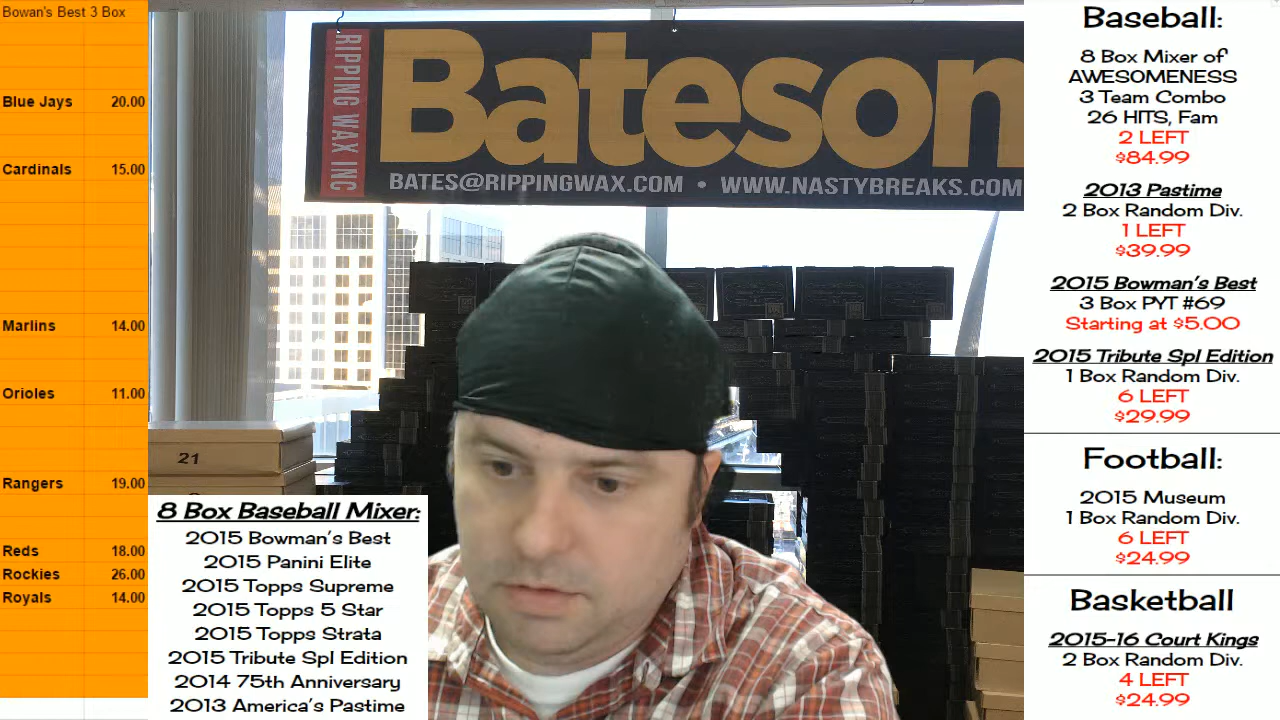 Bowan's Best 3 Box
Blue Jays 20.00
Cardinals 15.00
Marlins 14.00
Orioles 11.00
Rangers 19.00
Reds 18.00
Rockies 26.00
Royals 14.00
RIPPING WAX INC
Bateson
BATES@RIPPINGWAX.COM • WWW.NASTYBREAKS.COM
21
8 Box Baseball Mixer:
2015 Bowman's Best
2015 Panini Elite
2015 Topps Supreme
2015 Topps 5 Star
2015 Topps Strata
2015 Tribute Spl Edition
2014 75th Anniversary
2013 America's Pastime
Baseball:
8 Box Mixer of
AWESOMENESS
3 Team Combo
26 HITS, Fam
2 LEFT
$84.99
2013 Pastime
2 Box Random Div.
1 LEFT
$39.99
2015 Bowman's Best
3 Box PYT #69
Starting at $5.00
2015 Tribute Spl Edition
1 Box Random Div.
6 LEFT
$29.99
Football:
2015 Museum
1 Box Random Div.
6 LEFT
$24.99
Basketball
2015-16 Court Kings
2 Box Random Div.
4 LEFT
$24.99